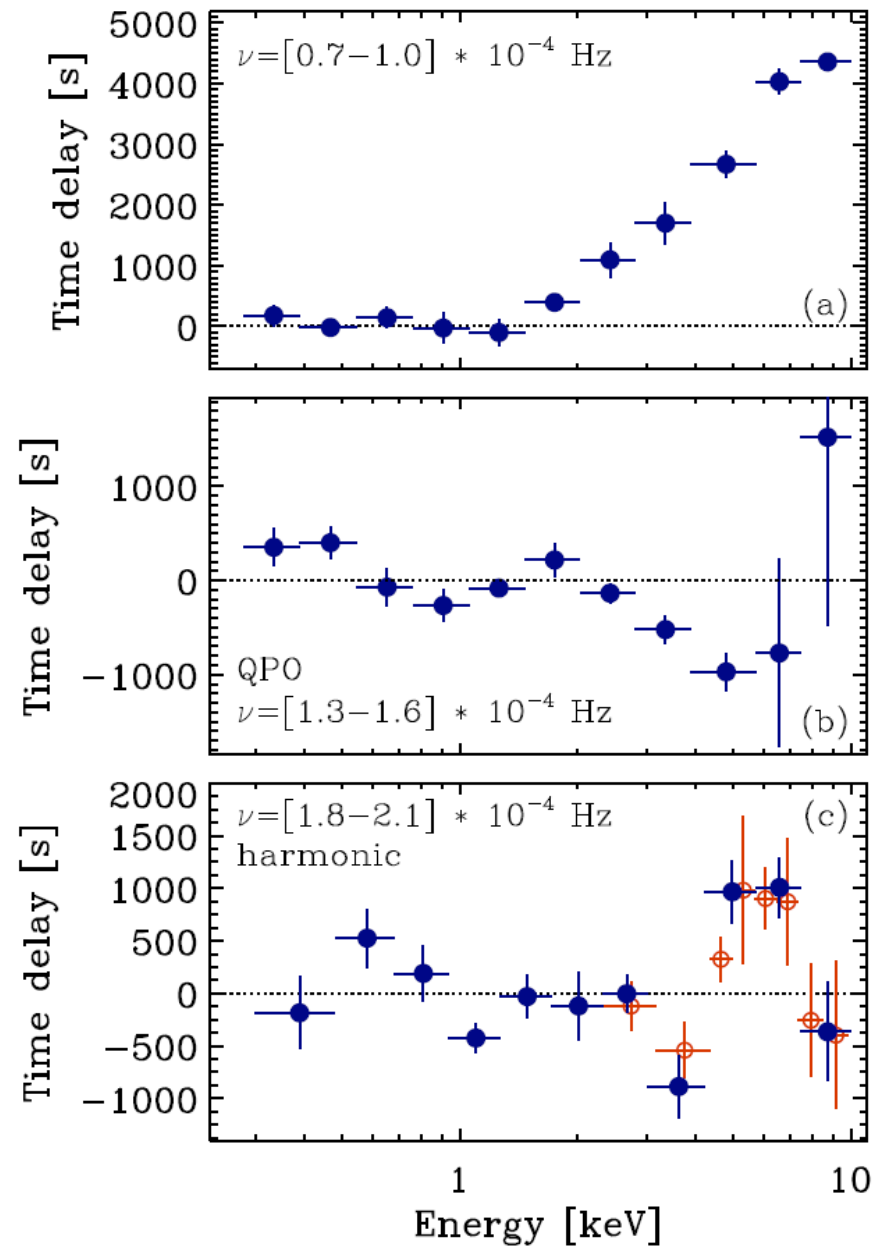 5000
4000
3000
2000
1000
0
Time delay [s]
ν=[0.7−1.0] * 10⁻⁴ Hz
(a)
1000
0
−1000
Time delay [s]
QPO
ν=[1.3−1.6] * 10⁻⁴ Hz
(b)
2000
1500
1000
500
0
−500
−1000
Time delay [s]
ν=[1.8−2.1] * 10⁻⁴ Hz
(c)
harmonic
1
10
Energy [keV]